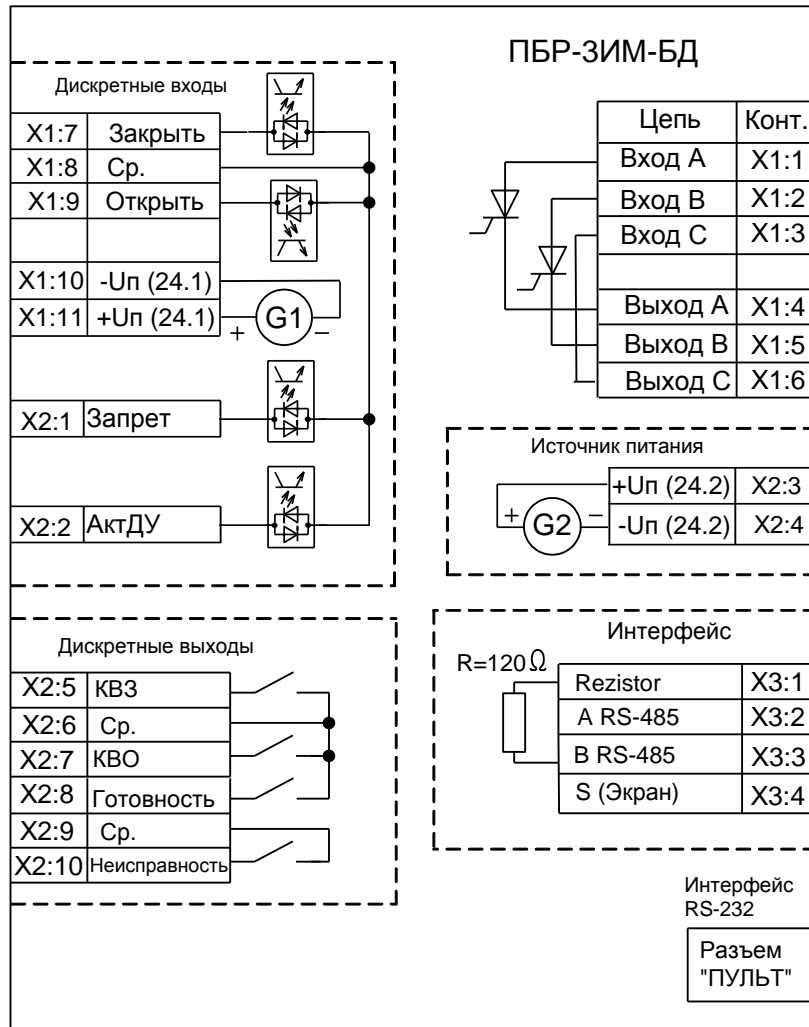 ПБР-3ИМ-БД
Дискретные входы
X1:7 Закрыть
X1:8 Ср.
X1:9 Открыть
X1:10 -Uп (24.1)
X1:11 +Uп (24.1)
+ G1 −
X2:1 Запрет
X2:2 АктДУ
Цепь Конт.
Вход A X1:1
Вход B X1:2
Вход C X1:3
Выход A X1:4
Выход B X1:5
Выход C X1:6
Источник питания
+Uп (24.2) X2:3
+ G2 −
-Uп (24.2) X2:4
Дискретные выходы
X2:5 КВЗ
X2:6 Ср.
X2:7 КВО
X2:8 Готовность
X2:9 Ср.
X2:10 Неисправность
Интерфейс
R=120Ω
Rezistor X3:1
A RS-485 X3:2
B RS-485 X3:3
S (Экран) X3:4
Интерфейс
RS-232
Разъем
"ПУЛЬТ"